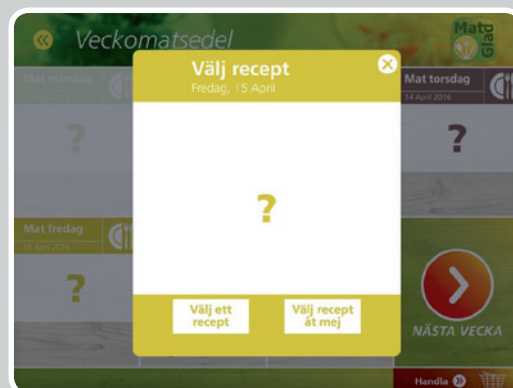 Veckomatsedel
Mato
Glad
Mat måndag
Välj recept
Fredag, 15 April
?
?
Mat torsdag
14 April 2016
?
Mat fredag
15 April 2016
?
Välj ett
recept
Välj recept
åt mej
NÄSTA VECKA
Handla